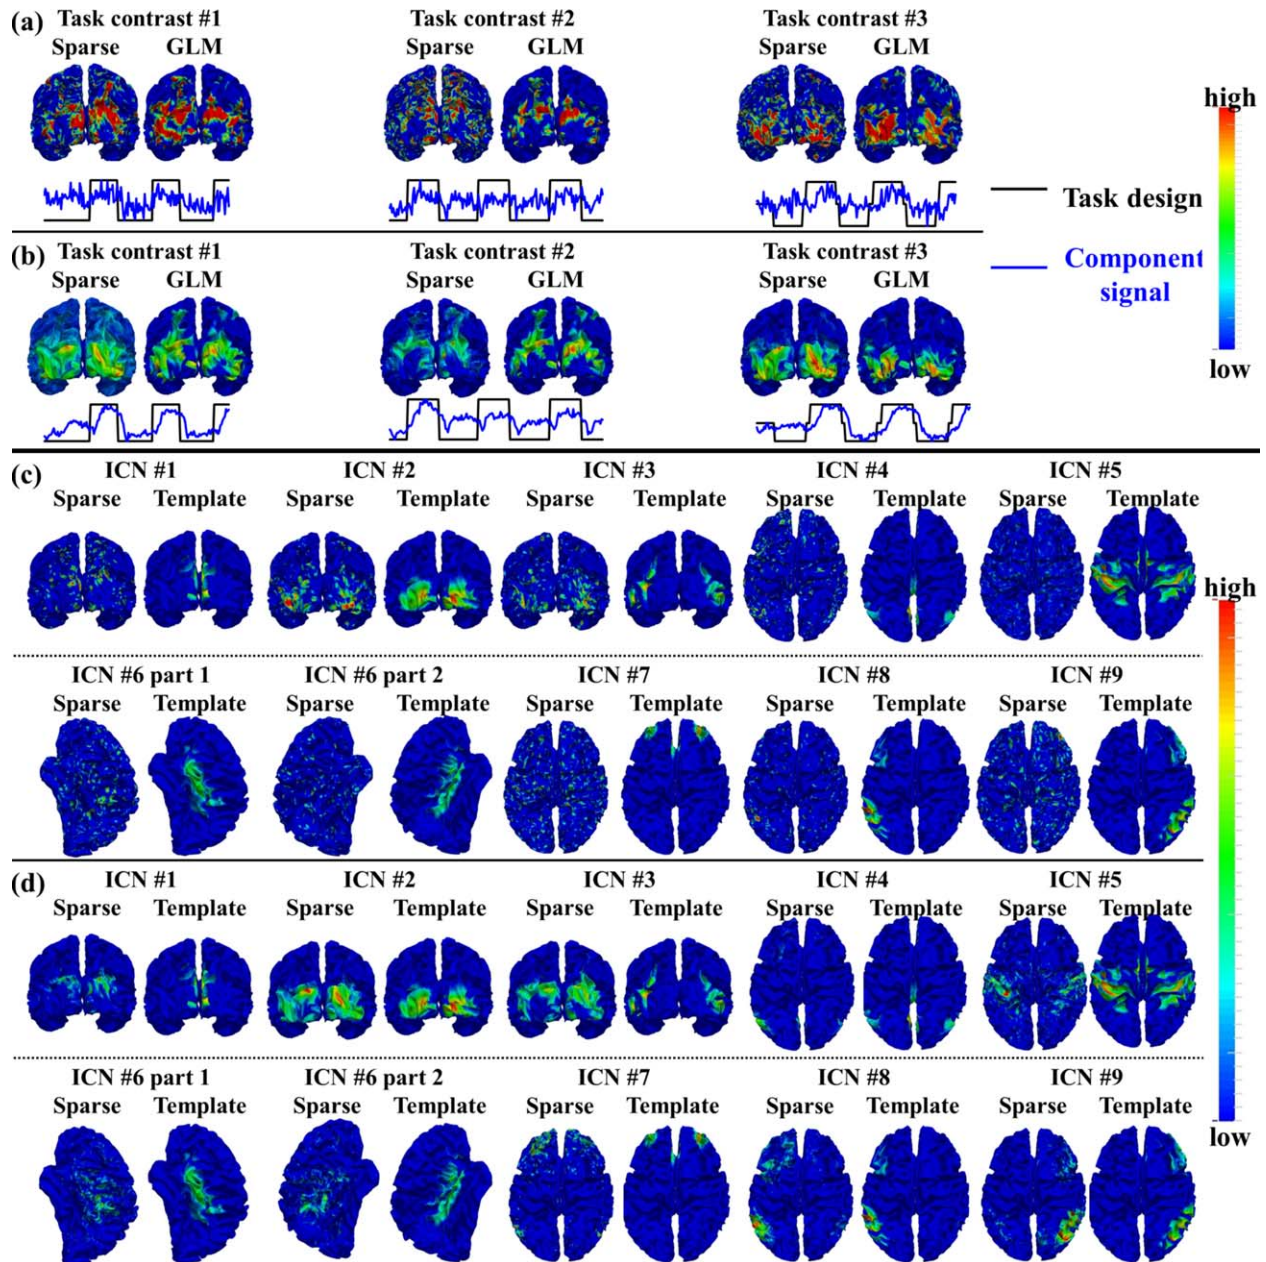 (a)
Task contrast #1 Task contrast #2 Task contrast #3
Sparse GLM Sparse GLM Sparse GLM
high
Task design
(b)
Task contrast #1 Task contrast #2 Task contrast #3
Sparse GLM Sparse GLM Sparse GLM
Component
signal
low
(c)
ICN #1 ICN #2 ICN #3 ICN #4 ICN #5
Sparse Template Sparse Template Sparse Template Sparse Template Sparse Template
high
ICN #6 part 1 ICN #6 part 2 ICN #7 ICN #8 ICN #9
Sparse Template Sparse Template Sparse Template Sparse Template Sparse Template
(d)
ICN #1 ICN #2 ICN #3 ICN #4 ICN #5
Sparse Template Sparse Template Sparse Template Sparse Template Sparse Template
ICN #6 part 1 ICN #6 part 2 ICN #7 ICN #8 ICN #9
Sparse Template Sparse Template Sparse Template Sparse Template Sparse Template
low